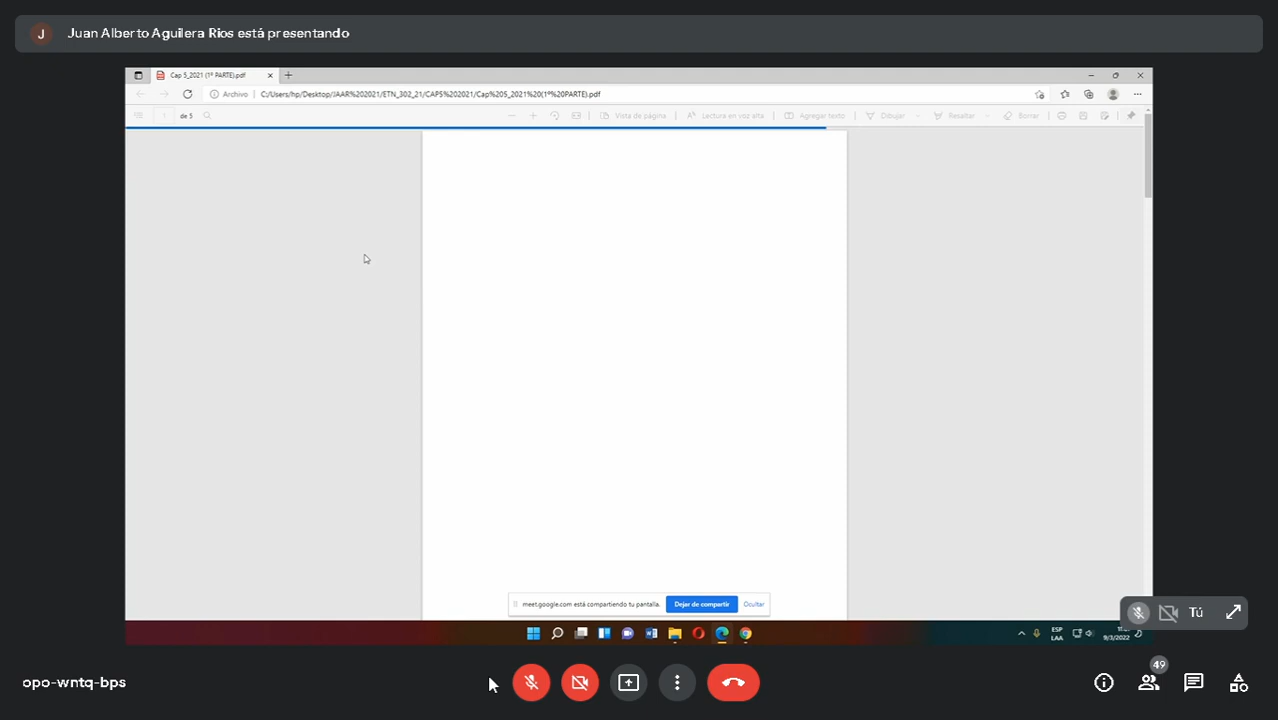 J Juan Alberto Aguilera Rios está presentando
Cap 5_2021 (1º PARTE).pdf
Archivo C:/Users/hp/Desktop/JAAR%202021/ETN_302_21/CAPS%202021/Cap%205_2021%20(1º%20PARTE).pdf
1 de 5 Vista de página Lectura en voz alta Agregar texto Dibujar Resaltar Borrar
meet.google.com está compartiendo tu pantalla. Dejar de compartir Ocultar
Tú
ESP
LAA 9/3/2022
49
opo-wntq-bps